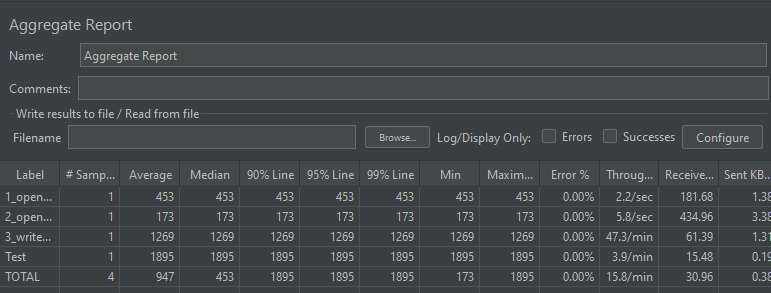 Aggregate Report
Name: Aggregate Report
Comments:
Write results to file / Read from file
Filename Browse... Log/Display Only: Errors Successes Configure
Label # Samp... Average Median 90% Line 95% Line 99% Line Min Maxim... Error % Throug... Receive... Sent KB...
1_open... 1 453 453 453 453 453 453 453 0.00% 2.2/sec 181.68 1.38
2_open... 1 173 173 173 173 173 173 173 0.00% 5.8/sec 434.96 3.38
3_write... 1 1269 1269 1269 1269 1269 1269 1269 0.00% 47.3/min 61.39 1.31
Test 1 1895 1895 1895 1895 1895 1895 1895 0.00% 3.9/min 15.48 0.19
TOTAL 4 947 453 1895 1895 1895 173 1895 0.00% 15.8/min 30.96 0.38